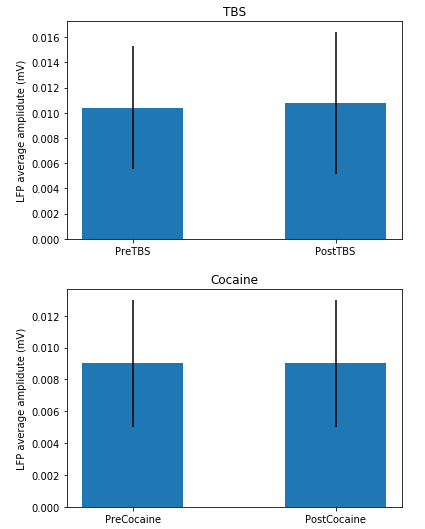 TBS
LFP average amplidute (mV)
0.016
0.014
0.012
0.010
0.008
0.006
0.004
0.002
0.000
PreTBS PostTBS
Cocaine
LFP average amplidute (mV)
0.012
0.010
0.008
0.006
0.004
0.002
0.000
PreCocaine PostCocaine